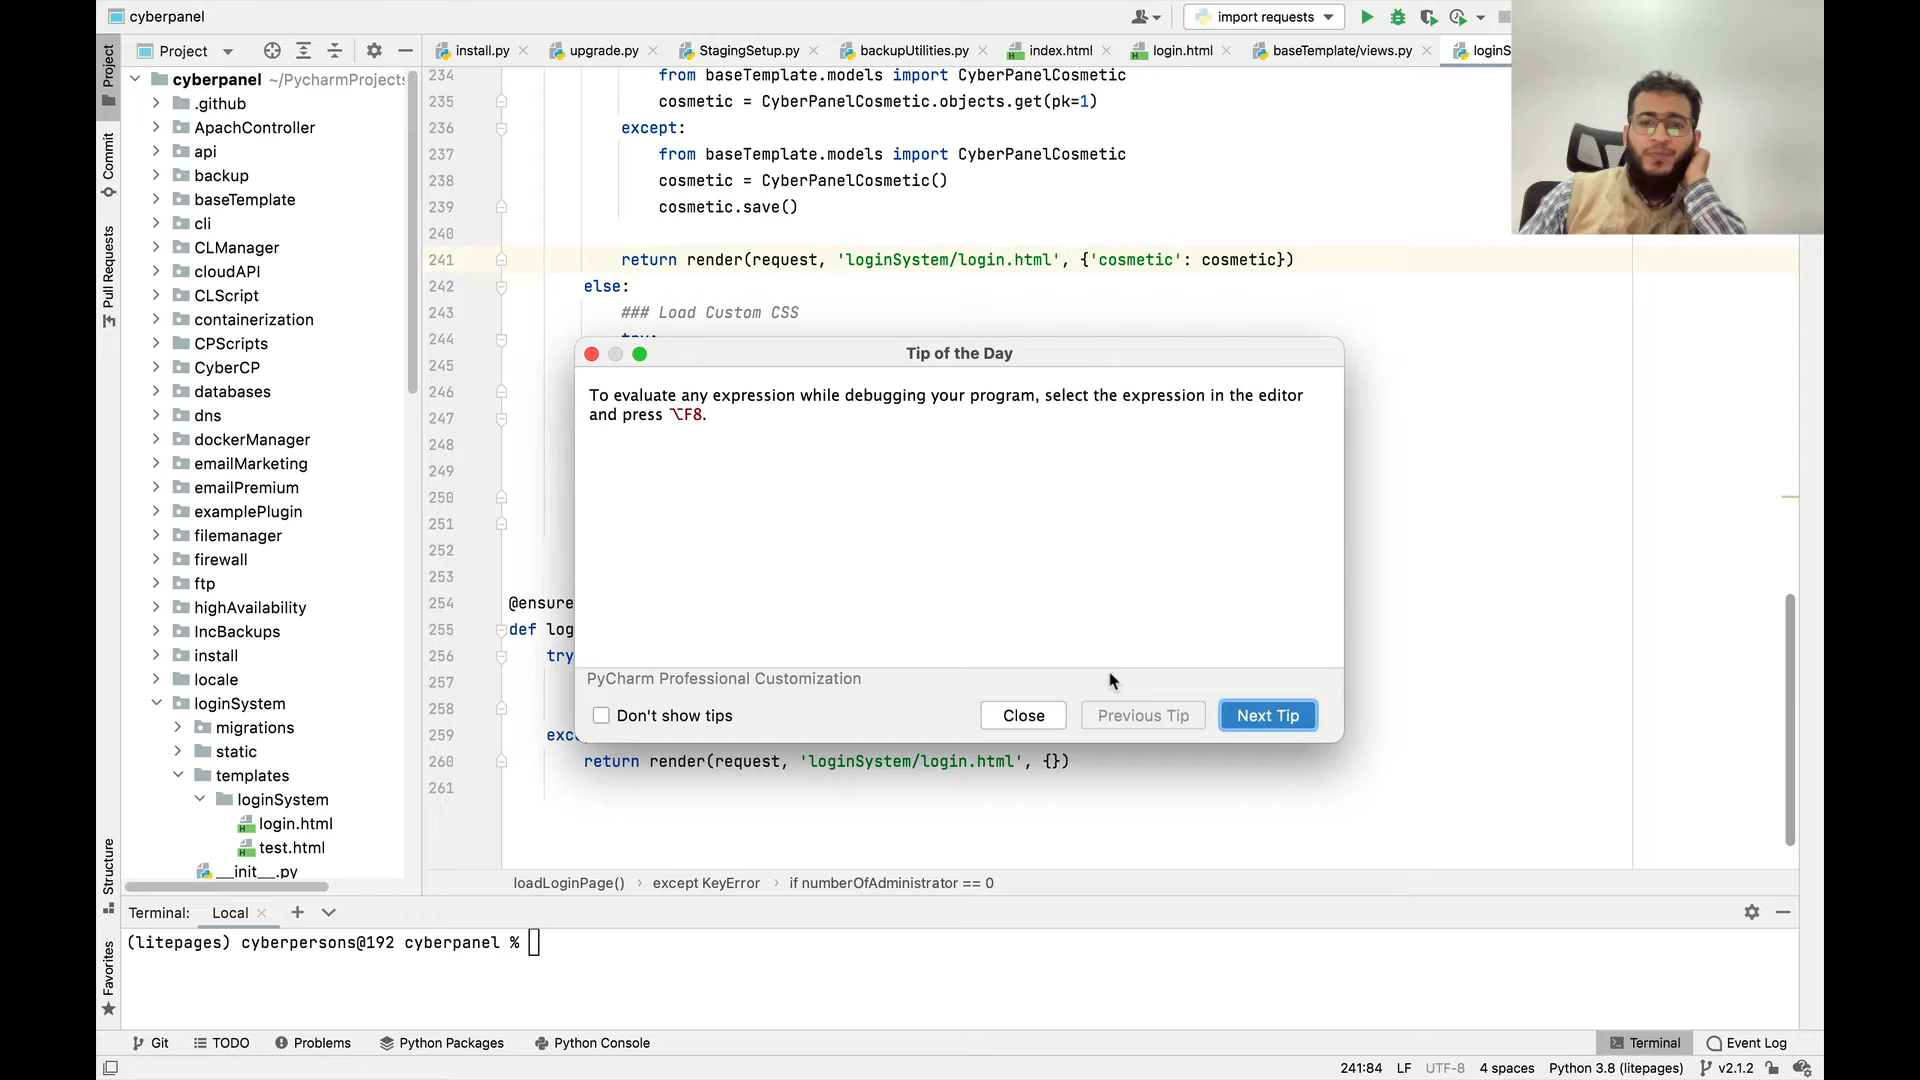 cyberpanel
import requests
Project
install.py
upgrade.py
StagingSetup.py
backupUtilities.py
index.html
login.html
baseTemplate/views.py
loginS
Project
Commit
Pull Requests
Structure
Favorites
cyberpanel ~/PycharmProjects
.github
ApachController
api
backup
baseTemplate
cli
CLManager
cloudAPI
CLScript
containerization
CPScripts
CyberCP
databases
dns
dockerManager
emailMarketing
emailPremium
examplePlugin
filemanager
firewall
ftp
highAvailability
IncBackups
install
locale
loginSystem
migrations
static
templates
loginSystem
login.html
test.html
__init__.py
234 from baseTemplate.models import CyberPanelCosmetic
235 cosmetic = CyberPanelCosmetic.objects.get(pk=1)
236 except:
237 from baseTemplate.models import CyberPanelCosmetic
238 cosmetic = CyberPanelCosmetic()
239 cosmetic.save()
240
241 return render(request, 'loginSystem/login.html', {'cosmetic': cosmetic})
242 else:
243 ### Load Custom CSS
244 try:
245
246
247
248
249
250
251
252
253
254 @ensure
255 def log
256 try
257
258
259 exc
260 return render(request, 'loginSystem/login.html', {})
261
Tip of the Day
To evaluate any expression while debugging your program, select the expression in the editor
and press ⌥F8.
PyCharm Professional Customization
Don't show tips
Close
Previous Tip
Next Tip
loadLoginPage() › except KeyError › if numberOfAdministrator == 0
Terminal: Local
(litepages) cyberpersons@192 cyberpanel %
Git
TODO
Problems
Python Packages
Python Console
Terminal
Event Log
241:84 LF UTF-8 4 spaces Python 3.8 (litepages) v2.1.2